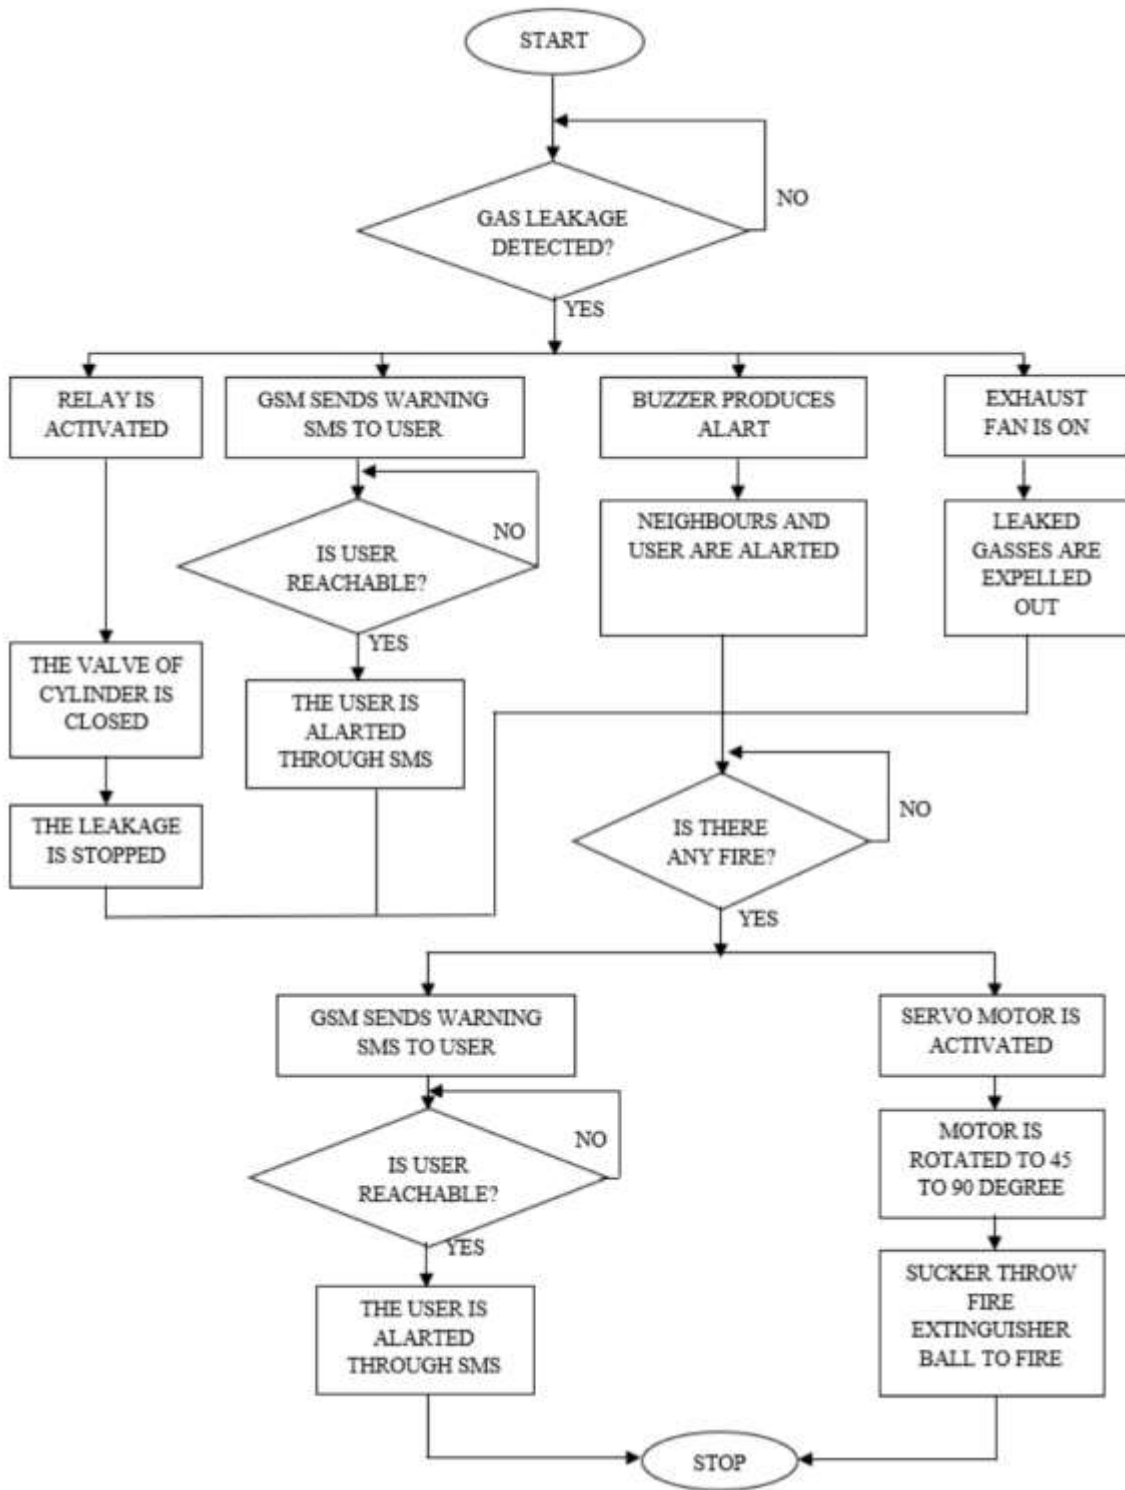 START
NO
GAS LEAKAGE
DETECTED?
YES
RELAY IS
ACTIVATED
GSM SENDS WARNING
SMS TO USER
BUZZER PRODUCES
ALART
EXHAUST
FAN IS ON
NO
IS USER
REACHABLE?
YES
NEIGHBOURS AND
USER ARE ALARTED
LEAKED
GASSES ARE
EXPELLED
OUT
THE VALVE OF
CYLINDER IS
CLOSED
THE USER IS
ALARTED
THROUGH SMS
THE LEAKAGE
IS STOPPED
IS THERE
ANY FIRE?
NO
YES
GSM SENDS WARNING
SMS TO USER
SERVO MOTOR IS
ACTIVATED
NO
IS USER
REACHABLE?
YES
MOTOR IS
ROTATED TO 45
TO 90 DEGREE
THE USER IS
ALARTED
THROUGH SMS
SUCKER THROW
FIRE
EXTINGUISHER
BALL TO FIRE
STOP